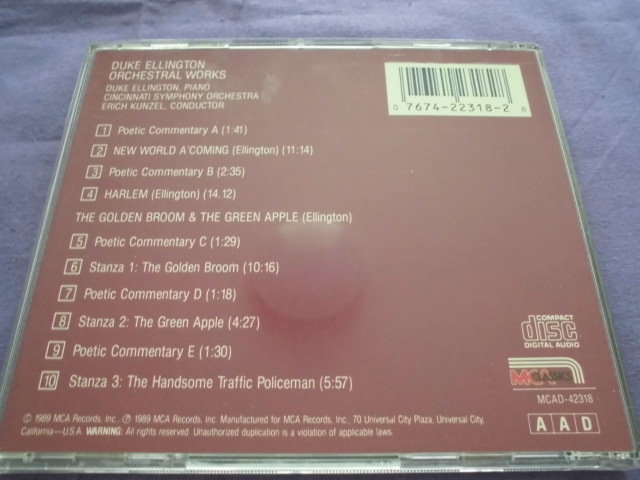 DUKE ELLINGTON
ORCHESTRAL WORKS
DUKE ELLINGTON, PIANO
CINCINNATI SYMPHONY ORCHESTRA
ERICH KUNZEL, CONDUCTOR
0 7674-22318-2 8
1 Poetic Commentary A (1:41)
2 NEW WORLD A'COMING (Ellington) (11:14)
3 Poetic Commentary B (2:35)
4 HARLEM (Ellington) (14.12)
THE GOLDEN BROOM & THE GREEN APPLE (Ellington)
5 Poetic Commentary C (1:29)
6 Stanza 1: The Golden Broom (10:16)
7 Poetic Commentary D (1:18)
8 Stanza 2: The Green Apple (4:27)
9 Poetic Commentary E (1:30)
10 Stanza 3: The Handsome Traffic Policeman (5:57)
COMPACT
disc
DIGITAL AUDIO
MCA CLASSICS
MCAD-42318
AAD
© 1989 MCA Records, Inc., ℗ 1989 MCA Records, Inc. Manufactured for MCA Records, Inc., 70 Universal City Plaza, Universal City,
California—U.S.A. WARNING: All rights reserved. Unauthorized duplication is a violation of applicable laws.